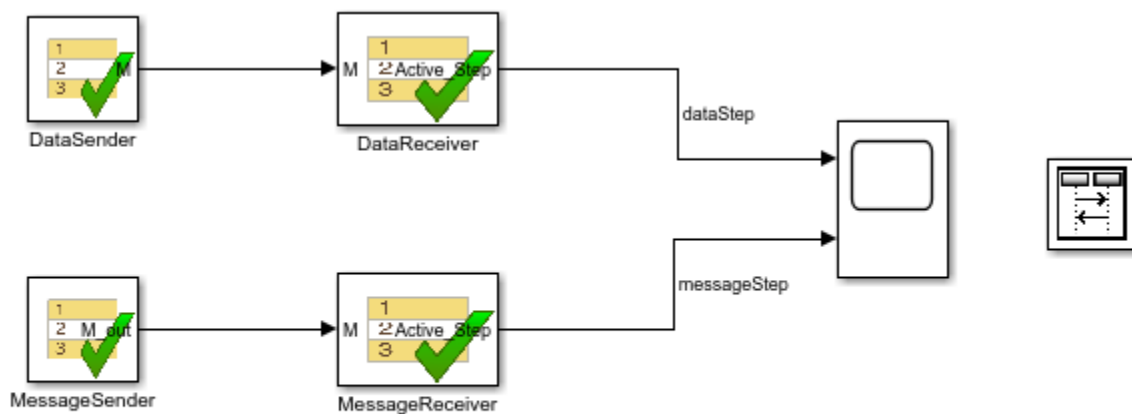 1
2 M
3
DataSender
M
1
2 Active_Step
3
DataReceiver
dataStep
1
2 M_out
3
MessageSender
M
1
2 Active_Step
3
MessageReceiver
messageStep